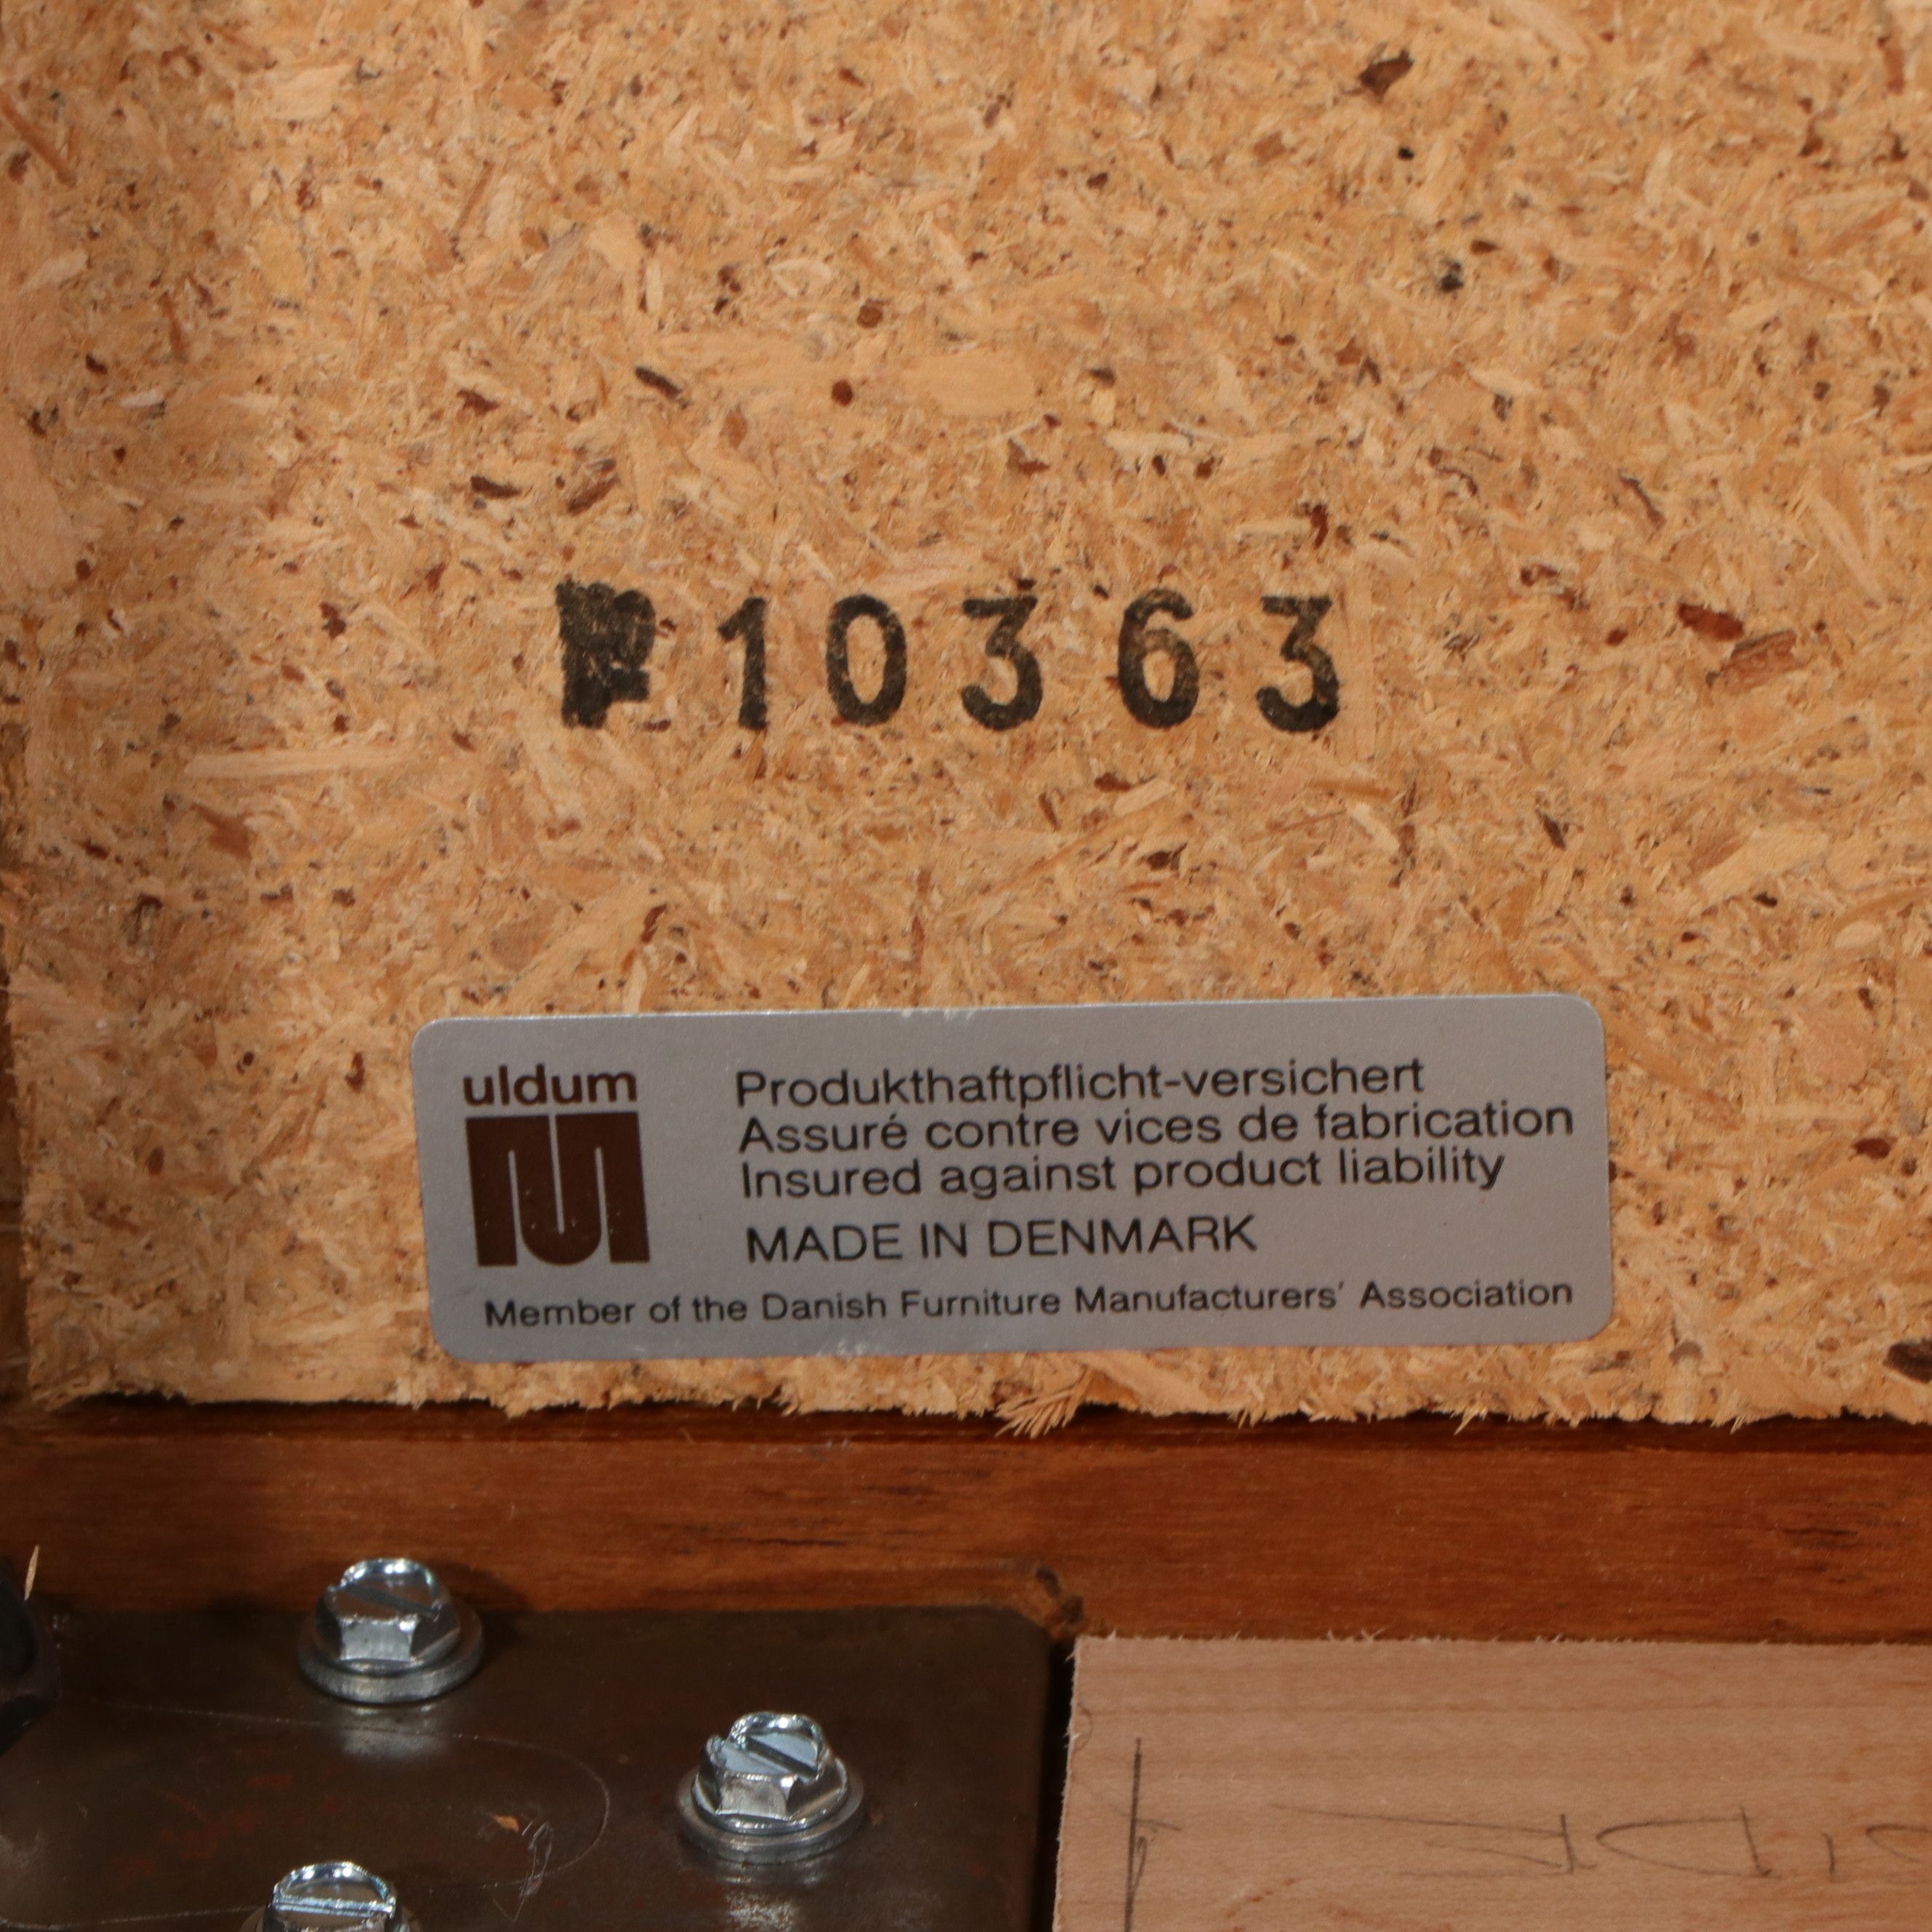 10363
uldum
Produkthaftpflicht-versichert
Assuré contre vices de fabrication
Insured against product liability
MADE IN DENMARK
Member of the Danish Furniture Manufacturers' Association